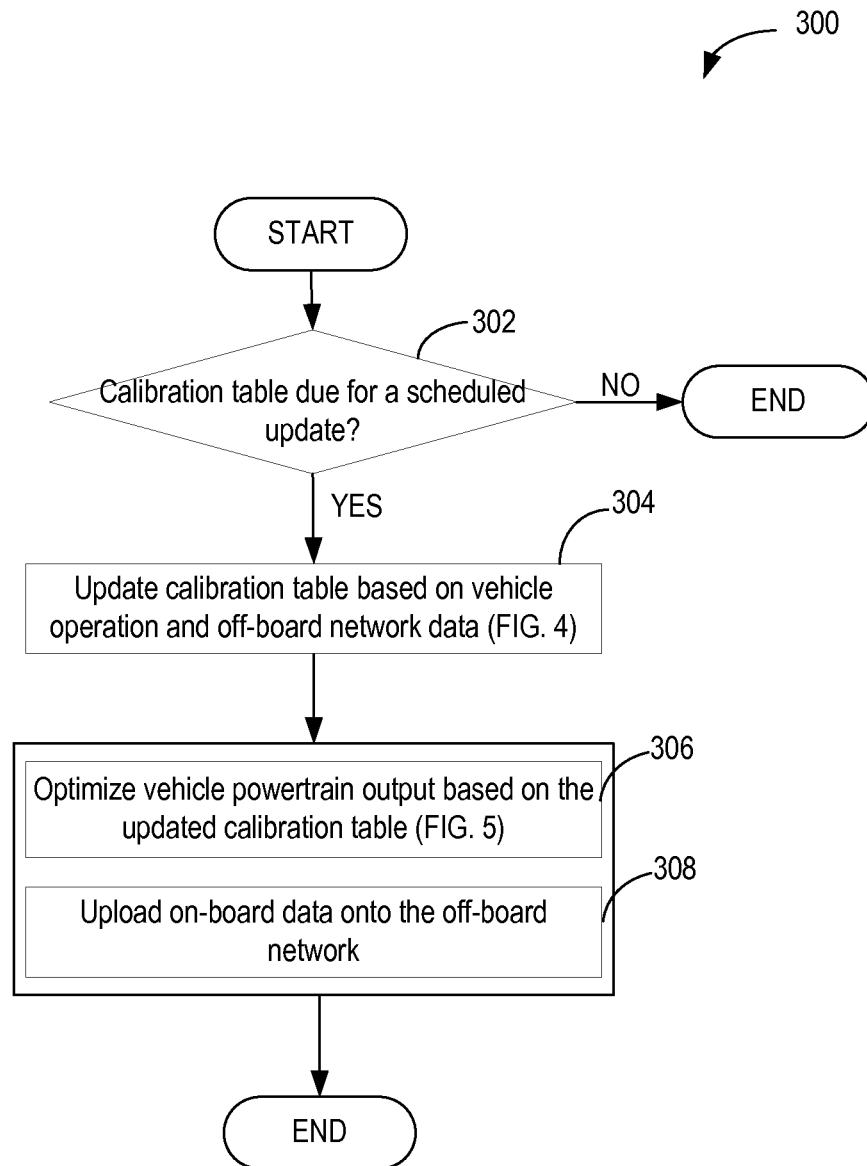 300
START
302
Calibration table due for a scheduled
update?
NO
END
YES
304
Update calibration table based on vehicle
operation and off-board network data (FIG. 4)
306
Optimize vehicle powertrain output based on the
updated calibration table (FIG. 5)
308
Upload on-board data onto the off-board
network
END